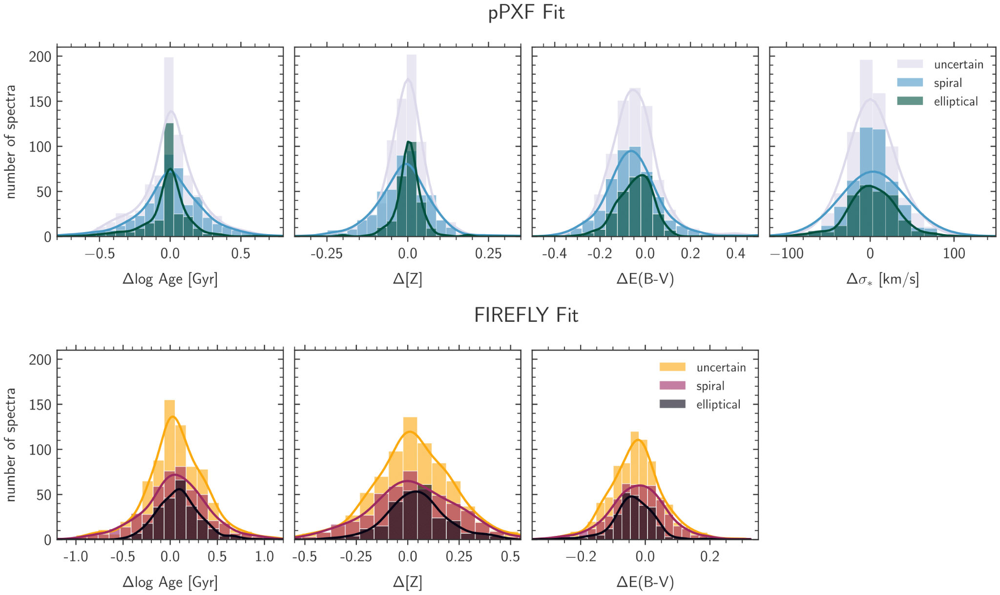 pPXF Fit
number of spectra
200
150
100
50
0
−0.5 0.0 0.5
Δlog Age [Gyr]
-0.25 0.0 0.25
Δ[Z]
-0.4 -0.2 0.0 0.2 0.4
ΔE(B-V)
uncertain
spiral
elliptical
−100 0 100
Δσ∗ [km/s]
FIREFLY Fit
number of spectra
200
150
100
50
0
-1.0 -0.5 0.0 0.5 1.0
Δlog Age [Gyr]
-0.5 -0.25 0.0 0.25 0.5
Δ[Z]
uncertain
spiral
elliptical
−0.2 0.0 0.2
ΔE(B-V)